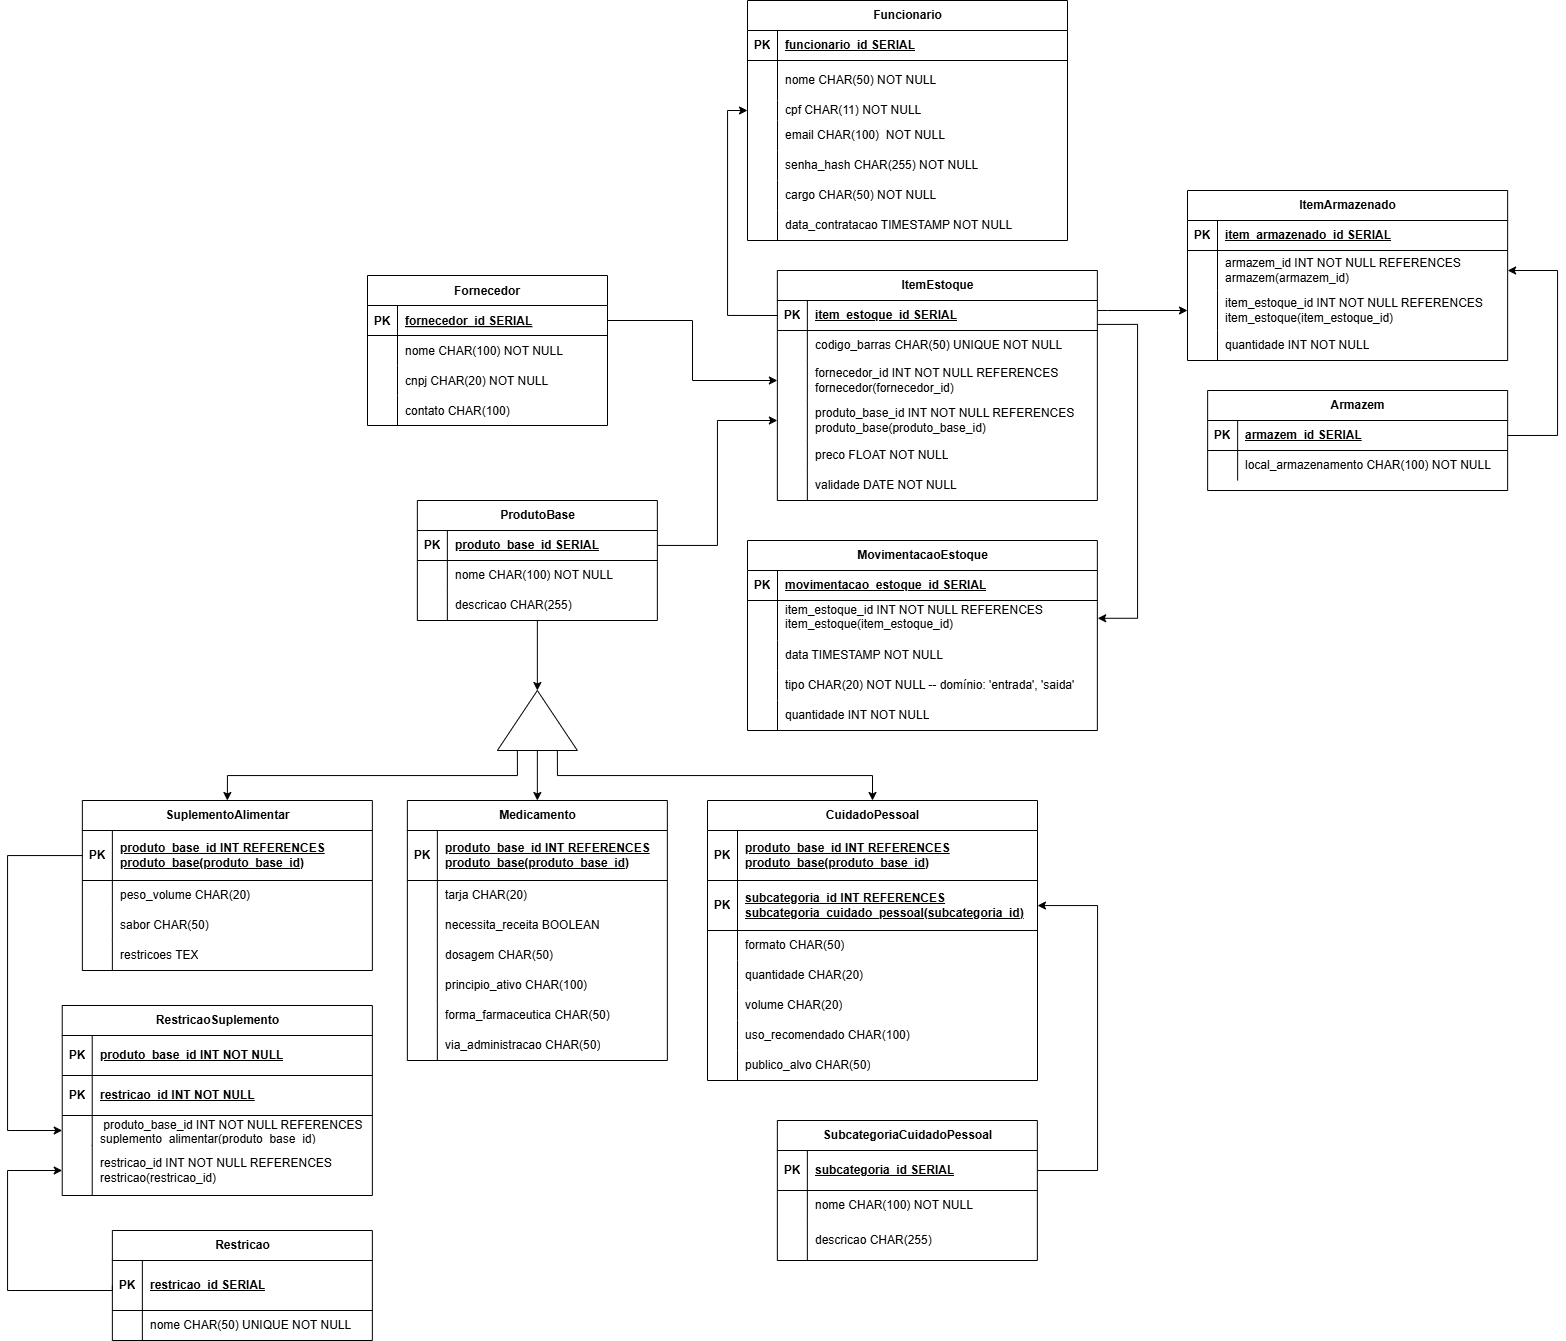 Funcionario
PK funcionario_id SERIAL
nome CHAR(50) NOT NULL
cpf CHAR(11) NOT NULL
email CHAR(100)  NOT NULL
senha_hash CHAR(255) NOT NULL
cargo CHAR(50) NOT NULL
data_contratacao TIMESTAMP NOT NULL
ItemArmazenado
PK item_armazenado_id SERIAL
armazem_id INT NOT NULL REFERENCES
armazem(armazem_id)
item_estoque_id INT NOT NULL REFERENCES
item_estoque(item_estoque_id)
quantidade INT NOT NULL
Fornecedor
PK fornecedor_id SERIAL
nome CHAR(100) NOT NULL
cnpj CHAR(20) NOT NULL
contato CHAR(100)
ItemEstoque
PK item_estoque_id SERIAL
codigo_barras CHAR(50) UNIQUE NOT NULL
fornecedor_id INT NOT NULL REFERENCES
fornecedor(fornecedor_id)
produto_base_id INT NOT NULL REFERENCES
produto_base(produto_base_id)
preco FLOAT NOT NULL
validade DATE NOT NULL
Armazem
PK armazem_id SERIAL
local_armazenamento CHAR(100) NOT NULL
ProdutoBase
PK produto_base_id SERIAL
nome CHAR(100) NOT NULL
descricao CHAR(255)
MovimentacaoEstoque
PK movimentacao_estoque_id SERIAL
item_estoque_id INT NOT NULL REFERENCES
item_estoque(item_estoque_id)
data TIMESTAMP NOT NULL
tipo CHAR(20) NOT NULL -- domínio: 'entrada', 'saida'
quantidade INT NOT NULL
SuplementoAlimentar
PK produto_base_id INT REFERENCES
produto_base(produto_base_id)
peso_volume CHAR(20)
sabor CHAR(50)
restricoes TEX
Medicamento
PK produto_base_id INT REFERENCES
produto_base(produto_base_id)
tarja CHAR(20)
necessita_receita BOOLEAN
dosagem CHAR(50)
principio_ativo CHAR(100)
forma_farmaceutica CHAR(50)
via_administracao CHAR(50)
CuidadoPessoal
PK produto_base_id INT REFERENCES
produto_base(produto_base_id)
PK subcategoria_id INT REFERENCES
subcategoria_cuidado_pessoal(subcategoria_id)
formato CHAR(50)
quantidade CHAR(20)
volume CHAR(20)
uso_recomendado CHAR(100)
publico_alvo CHAR(50)
RestricaoSuplemento
PK produto_base_id INT NOT NULL
PK restricao_id INT NOT NULL
produto_base_id INT NOT NULL REFERENCES
suplemento_alimentar(produto_base_id)
restricao_id INT NOT NULL REFERENCES
restricao(restricao_id)
SubcategoriaCuidadoPessoal
PK subcategoria_id SERIAL
nome CHAR(100) NOT NULL
descricao CHAR(255)
Restricao
PK restricao_id SERIAL
nome CHAR(50) UNIQUE NOT NULL